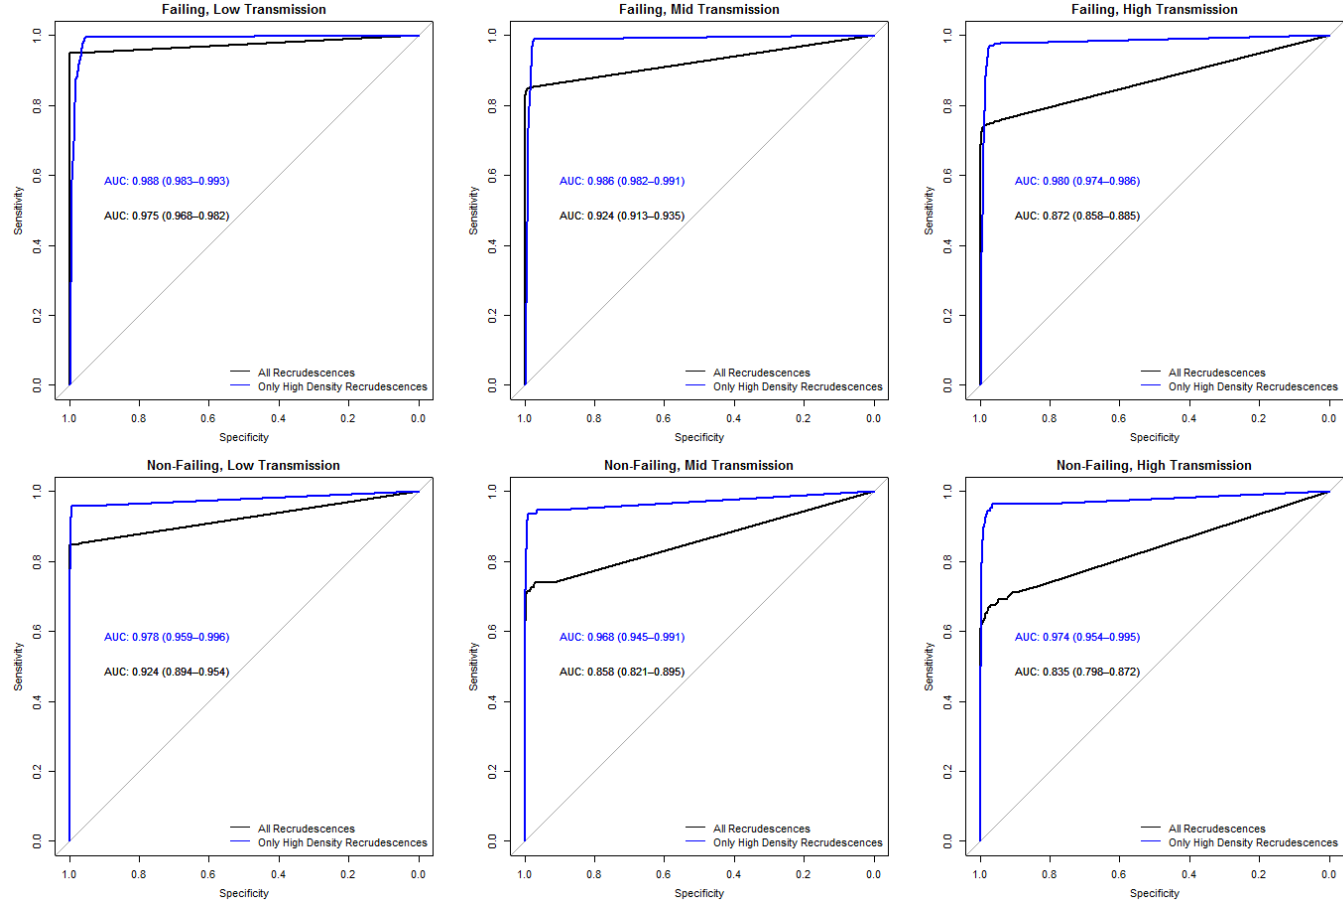 Failing, Low Transmission
1.0
0.8
0.6
0.4
0.2
0.0
Sensitivity
AUC: 0.988 (0.983–0.993)
AUC: 0.975 (0.968–0.982)
All Recrudescences
Only High Density Recrudescences
1.0 0.8 0.6 0.4 0.2 0.0
Specificity
Failing, Mid Transmission
1.0
0.8
0.6
0.4
0.2
0.0
Sensitivity
AUC: 0.986 (0.982–0.991)
AUC: 0.924 (0.913–0.935)
All Recrudescences
Only High Density Recrudescences
1.0 0.8 0.6 0.4 0.2 0.0
Specificity
Failing, High Transmission
1.0
0.8
0.6
0.4
0.2
0.0
Sensitivity
AUC: 0.980 (0.974–0.986)
AUC: 0.872 (0.858–0.885)
All Recrudescences
Only High Density Recrudescences
1.0 0.8 0.6 0.4 0.2 0.0
Specificity
Non-Failing, Low Transmission
1.0
0.8
0.6
0.4
0.2
0.0
Sensitivity
AUC: 0.978 (0.959–0.996)
AUC: 0.924 (0.894–0.954)
All Recrudescences
Only High Density Recrudescences
1.0 0.8 0.6 0.4 0.2 0.0
Specificity
Non-Failing, Mid Transmission
1.0
0.8
0.6
0.4
0.2
0.0
Sensitivity
AUC: 0.968 (0.945–0.991)
AUC: 0.858 (0.821–0.895)
All Recrudescences
Only High Density Recrudescences
1.0 0.8 0.6 0.4 0.2 0.0
Specificity
Non-Failing, High Transmission
1.0
0.8
0.6
0.4
0.2
0.0
Sensitivity
AUC: 0.974 (0.954–0.995)
AUC: 0.835 (0.798–0.872)
All Recrudescences
Only High Density Recrudescences
1.0 0.8 0.6 0.4 0.2 0.0
Specificity